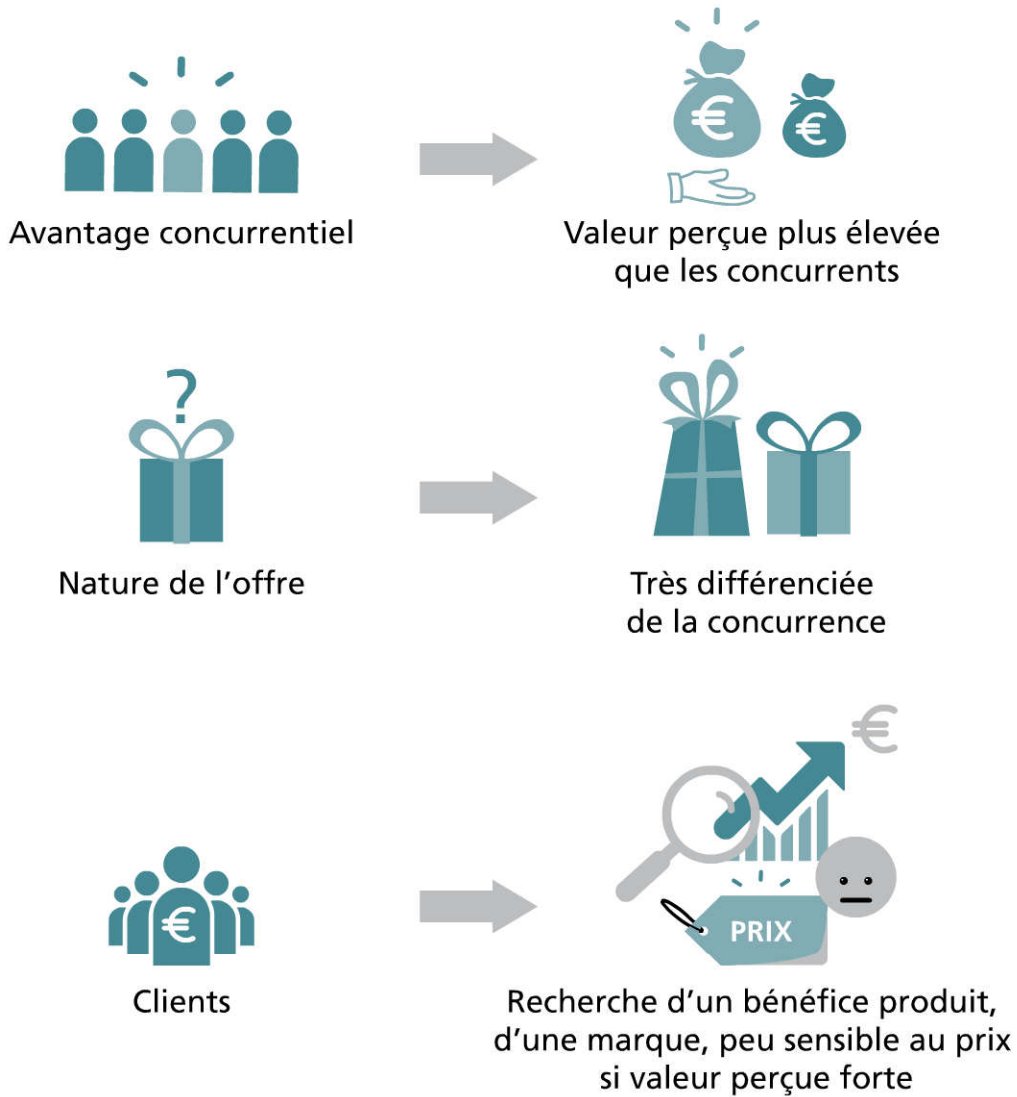 €
€
Avantage concurrentiel
Valeur perçue plus élevée
que les concurrents
?
Nature de l'offre
Très différenciée
de la concurrence
€
€
PRIX
Clients
Recherche d'un bénéfice produit,
d'une marque, peu sensible au prix
si valeur perçue forte